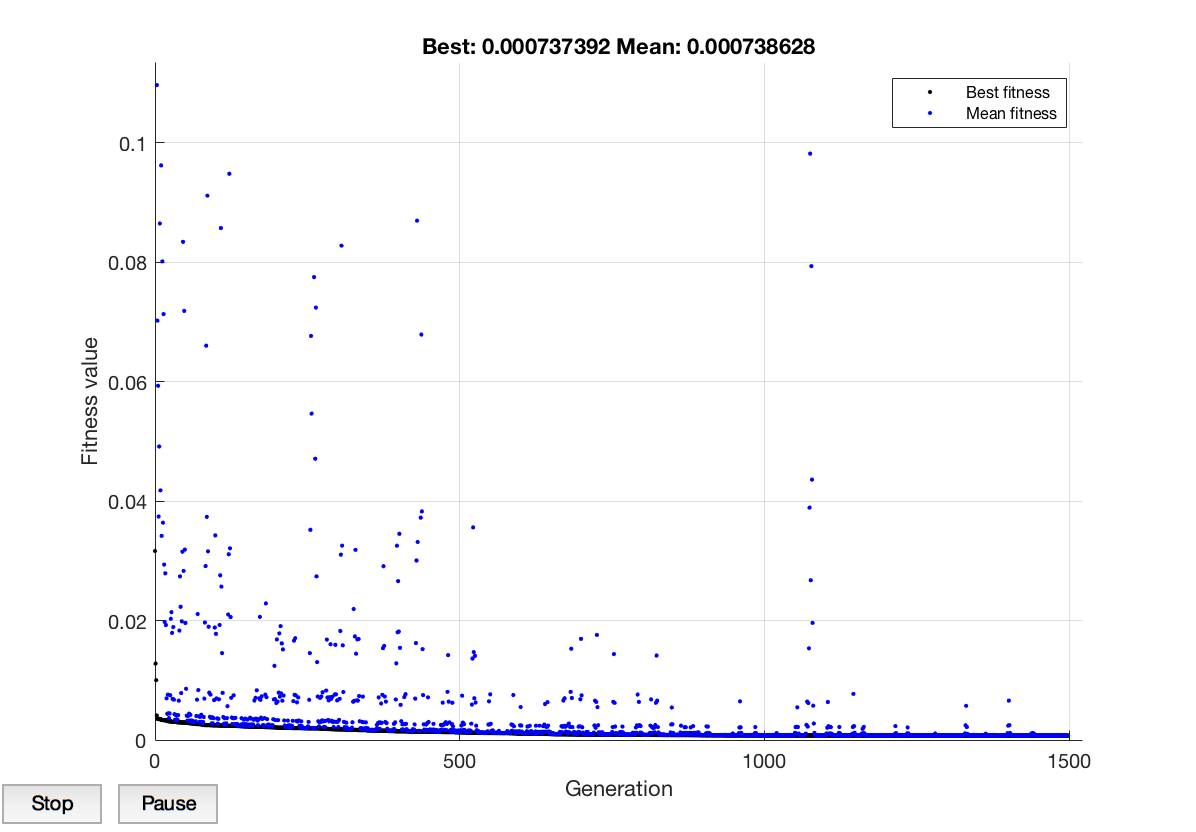 Best: 0.000737392 Mean: 0.000738628
Best fitness
Mean fitness
0.1
0.08
0.06
0.04
0.02
0
Fitness value
0
500
1000
1500
Generation
Stop
Pause